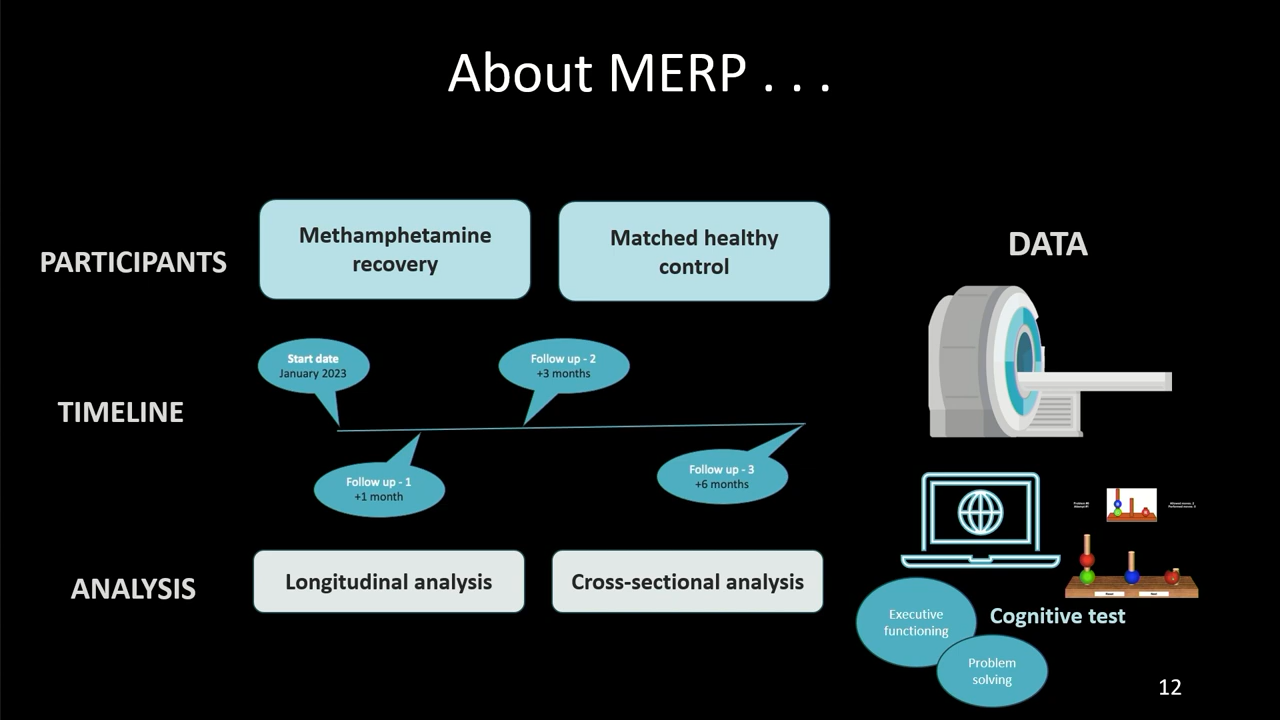 About MERP . . .
PARTICIPANTS
Methamphetamine
recovery
Matched healthy
control
DATA
TIMELINE
Start date
January 2023
Follow up - 2
+3 months
Follow up - 1
+1 month
Follow up - 3
+6 months
ANALYSIS
Longitudinal analysis
Cross-sectional analysis
Executive
functioning
Cognitive test
Problem
solving
12